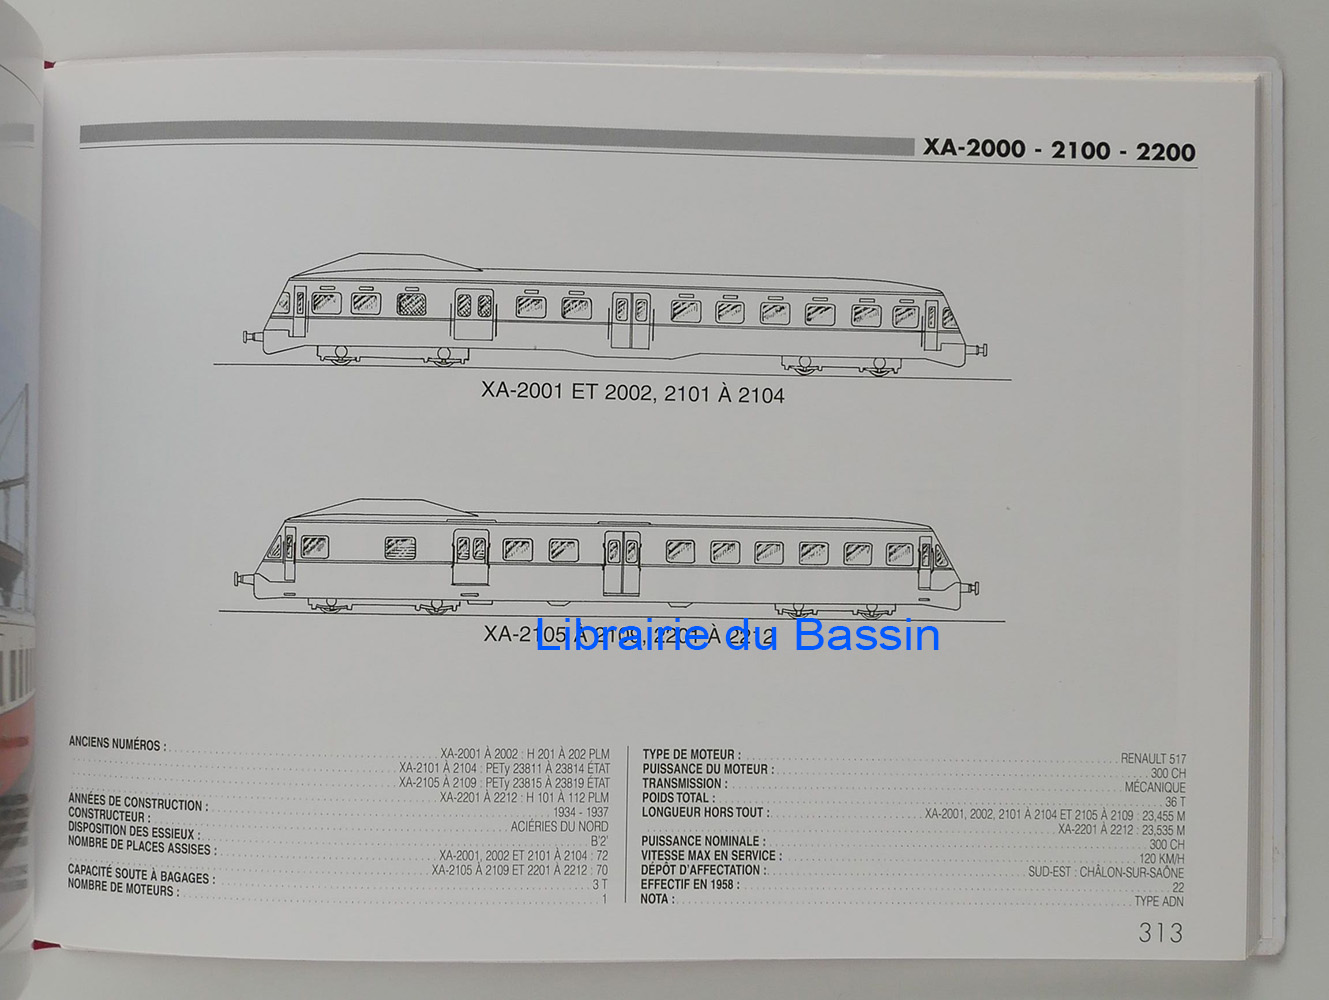 XA-2000 - 2100 - 2200
XA-2001 ET 2002, 2101 À 2104
XA-2105 À 2109, 2201 À 2212
Librairie du Bassin
ANCIENS NUMÉROS : XA-2001 À 2002 : H 201 À 202 PLM
XA-2101 À 2104 : PETy 23811 À 23814 ÉTAT
XA-2105 À 2109 : PETy 23815 À 23819 ÉTAT
XA-2201 À 2212 : H 101 À 112 PLM
ANNÉES DE CONSTRUCTION : 1934 - 1937
CONSTRUCTEUR : ACIÉRIES DU NORD
DISPOSITION DES ESSIEUX : B'2'
NOMBRE DE PLACES ASSISES : XA-2001, 2002 ET 2101 À 2104 : 72
XA-2105 À 2109 ET 2201 À 2212 : 70
CAPACITÉ SOUTE À BAGAGES : 3 T
NOMBRE DE MOTEURS : 1
TYPE DE MOTEUR : RENAULT 517
PUISSANCE DU MOTEUR : 300 CH
TRANSMISSION : MÉCANIQUE
POIDS TOTAL : 36 T
LONGUEUR HORS TOUT : XA-2001, 2002, 2101 À 2104 ET 2105 À 2109 : 23,455 M
XA-2201 À 2212 : 23,535 M
PUISSANCE NOMINALE : 300 CH
VITESSE MAX EN SERVICE : 120 KM/H
DÉPÔT D'AFFECTATION : SUD-EST : CHÂLON-SUR-SAÔNE
EFFECTIF EN 1958 : 22
NOTA : TYPE ADN
313